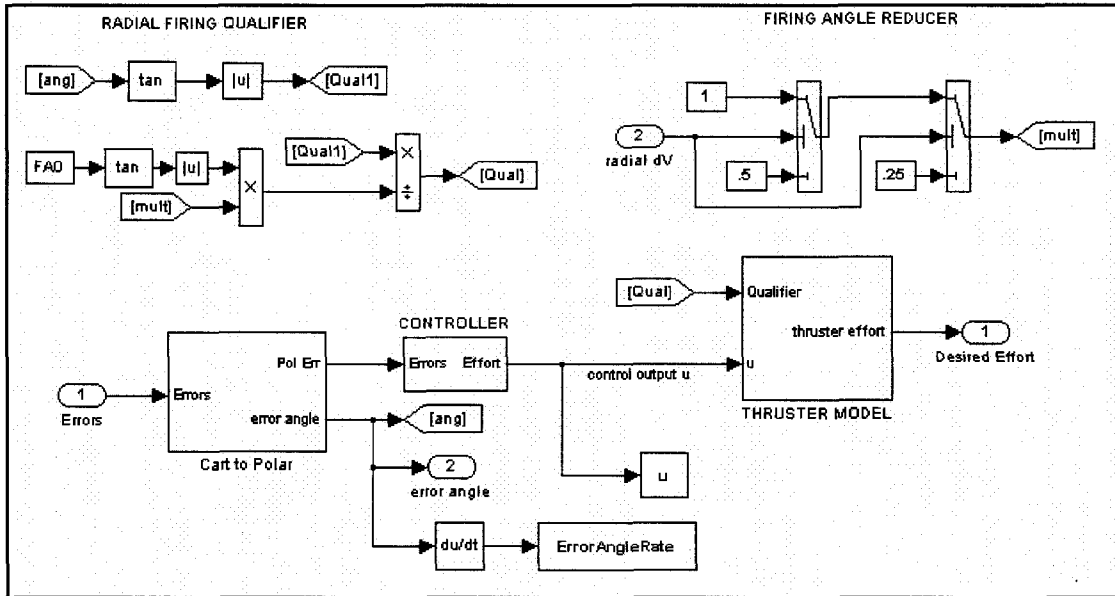 RADIAL FIRING QUALIFIER
FIRING ANGLE REDUCER
[ang]
tan
|u|
[Qual1]
1
2
radial dV
.5
.25
[mult]
[Qual1]
×
÷
[Qual]
FA0
tan
|u|
×
[mult]
[Qual]
Qualifier
thruster effort
u
THRUSTER MODEL
1
Desired Effort
CONTROLLER
Errors
Effort
control output u
1
Errors
Errors
Pol Err
error angle
Cart to Polar
[ang]
2
error angle
u
du/dt
ErrorAngleRate